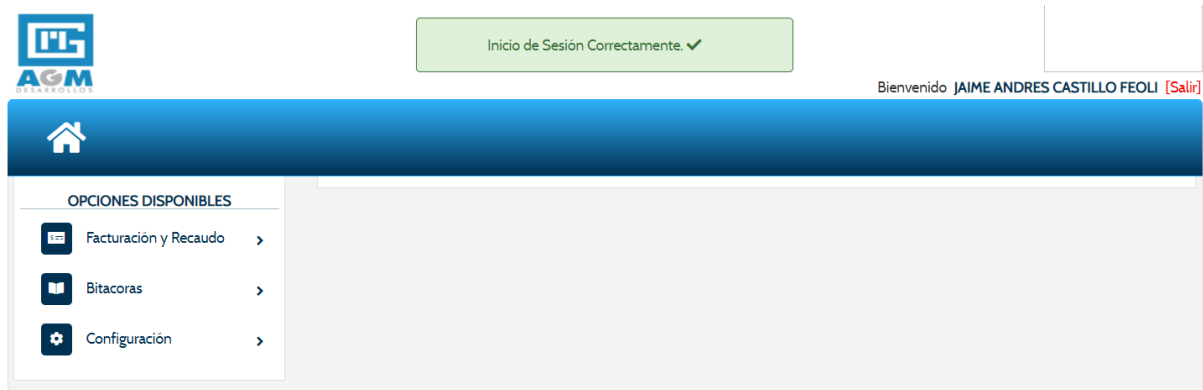 AGM
DESARROLLOS
Inicio de Sesión Correctamente.
Bienvenido JAIME ANDRES CASTILLO FEOLI [Salir]
OPCIONES DISPONIBLES
Facturación y Recaudo
Bitacoras
Configuración